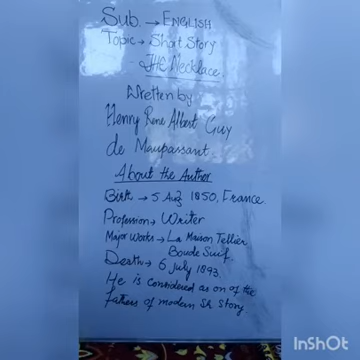 Sub. → ENGLISH
Topic → Short Story
- THE Necklace
Written by
Henry Rene Albert Guy
de Maupassant
About the Author
Birth → 5 Aug 1850, France
Profession → Writer
Major Works → La Maison Tellier
Boude Suif.
Death → 6 July 1893.
He is considered as on of the
fathers of modern Sh Story
InShOt